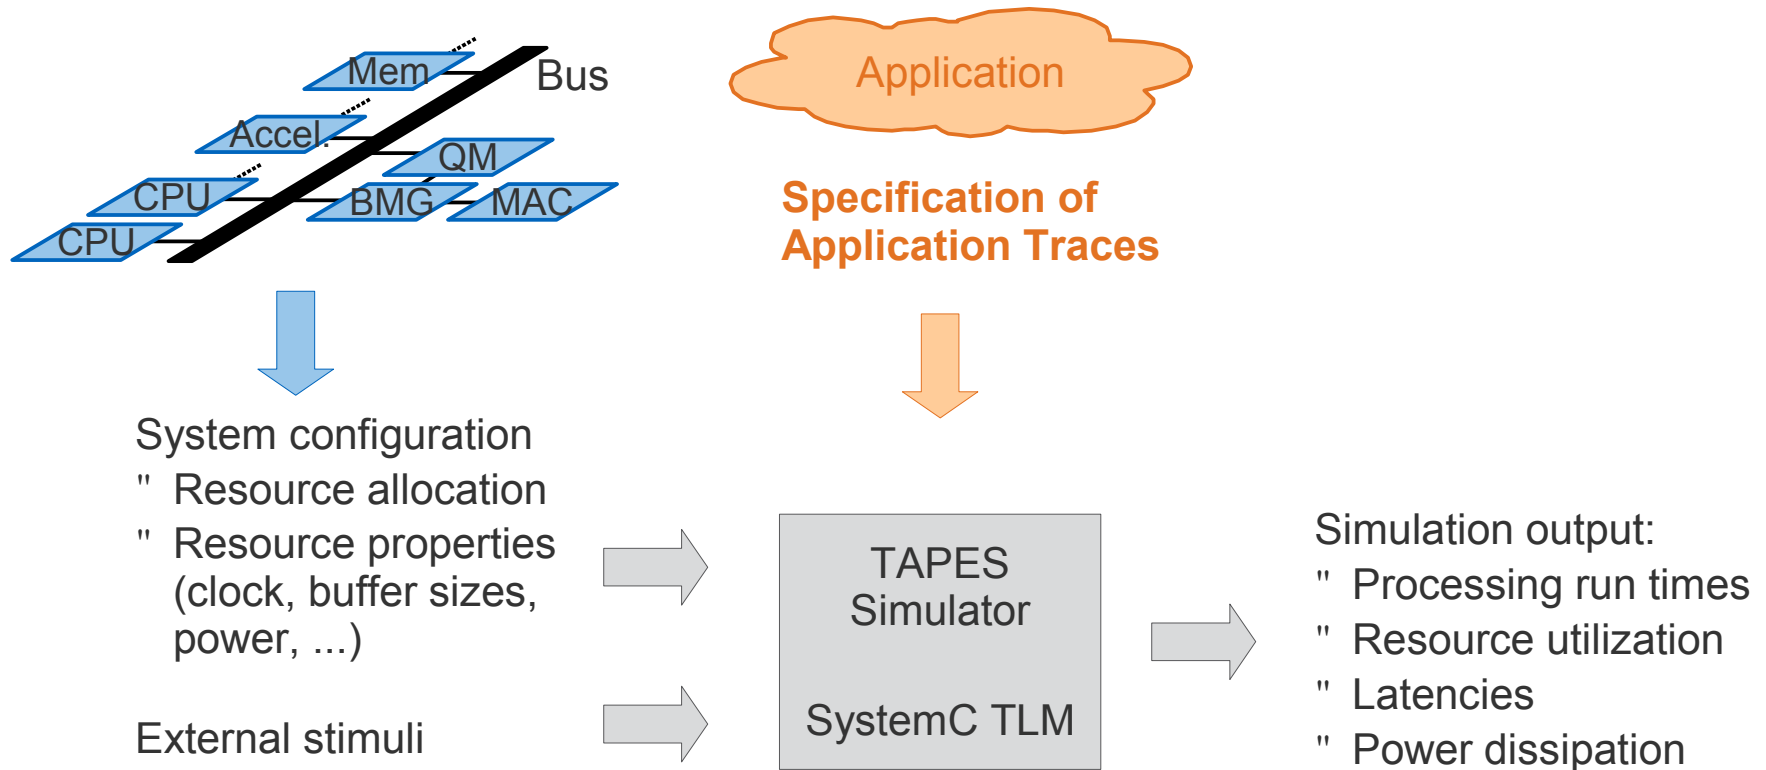 Mem
Bus
Accel.
QM
CPU
BMG
MAC
CPU
Application
Specification of
Application Traces
System configuration
" Resource allocation
" Resource properties
(clock, buffer sizes,
power, ...)
External stimuli
TAPES
Simulator
SystemC TLM
Simulation output:
" Processing run times
" Resource utilization
" Latencies
" Power dissipation